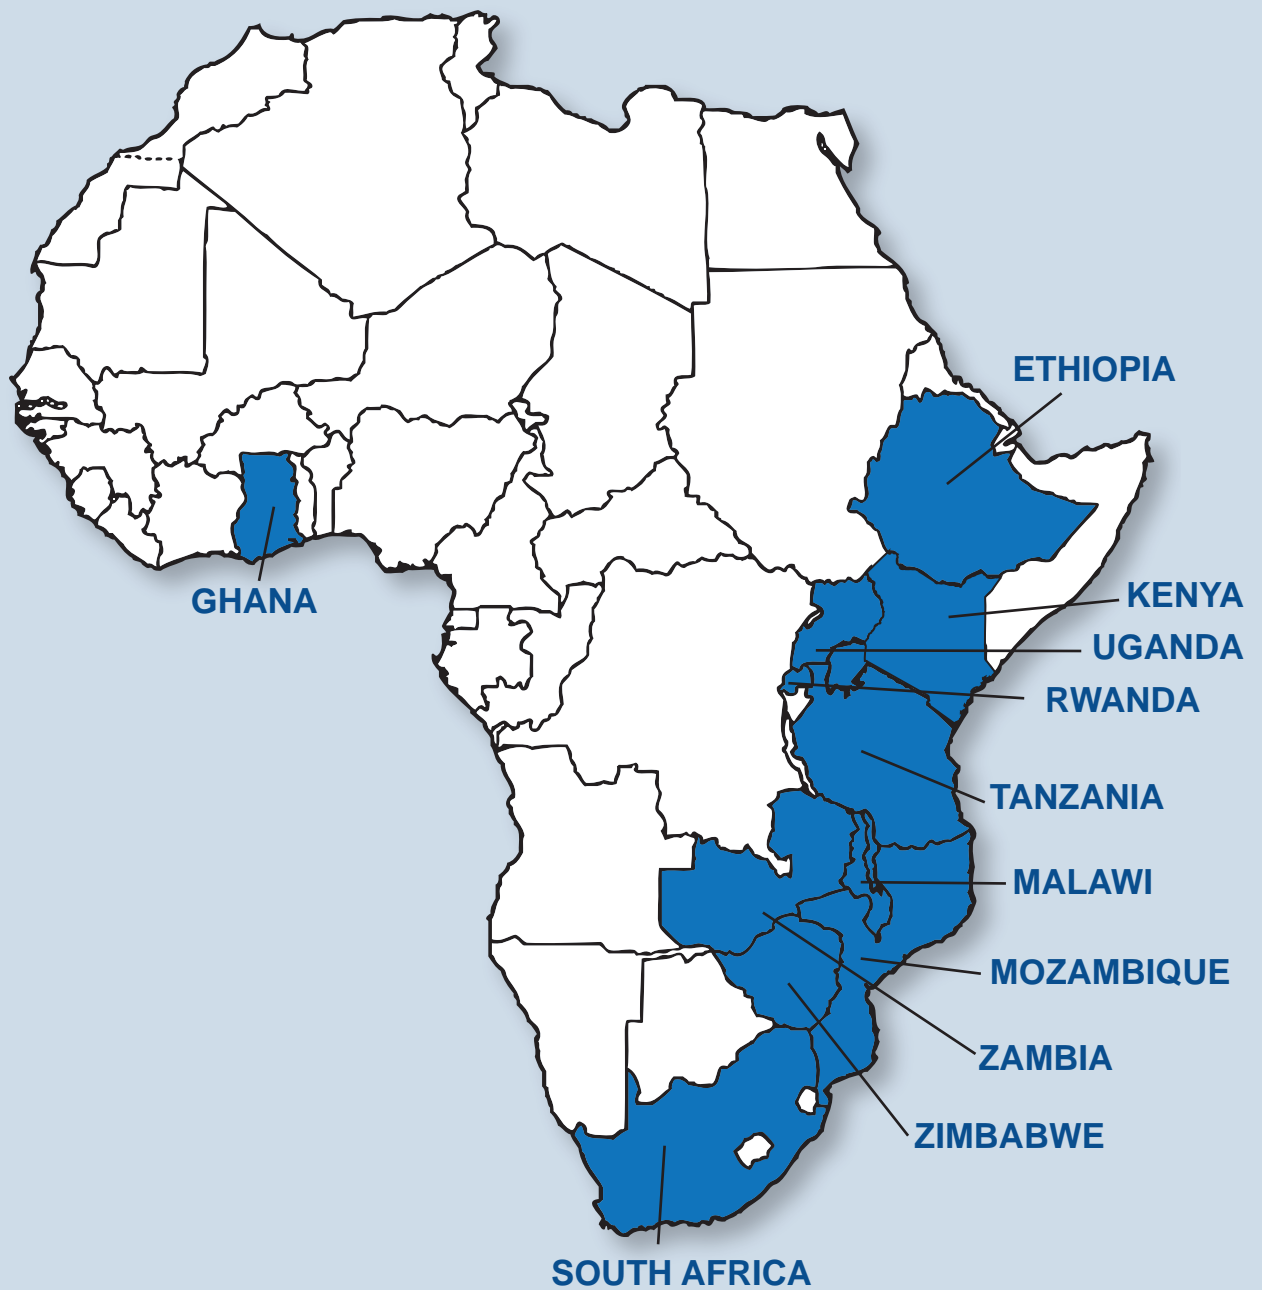 ETHIOPIA
KENYA
GHANA
UGANDA
RWANDA
TANZANIA
MALAWI
MOZAMBIQUE
ZAMBIA
ZIMBABWE
SOUTH AFRICA